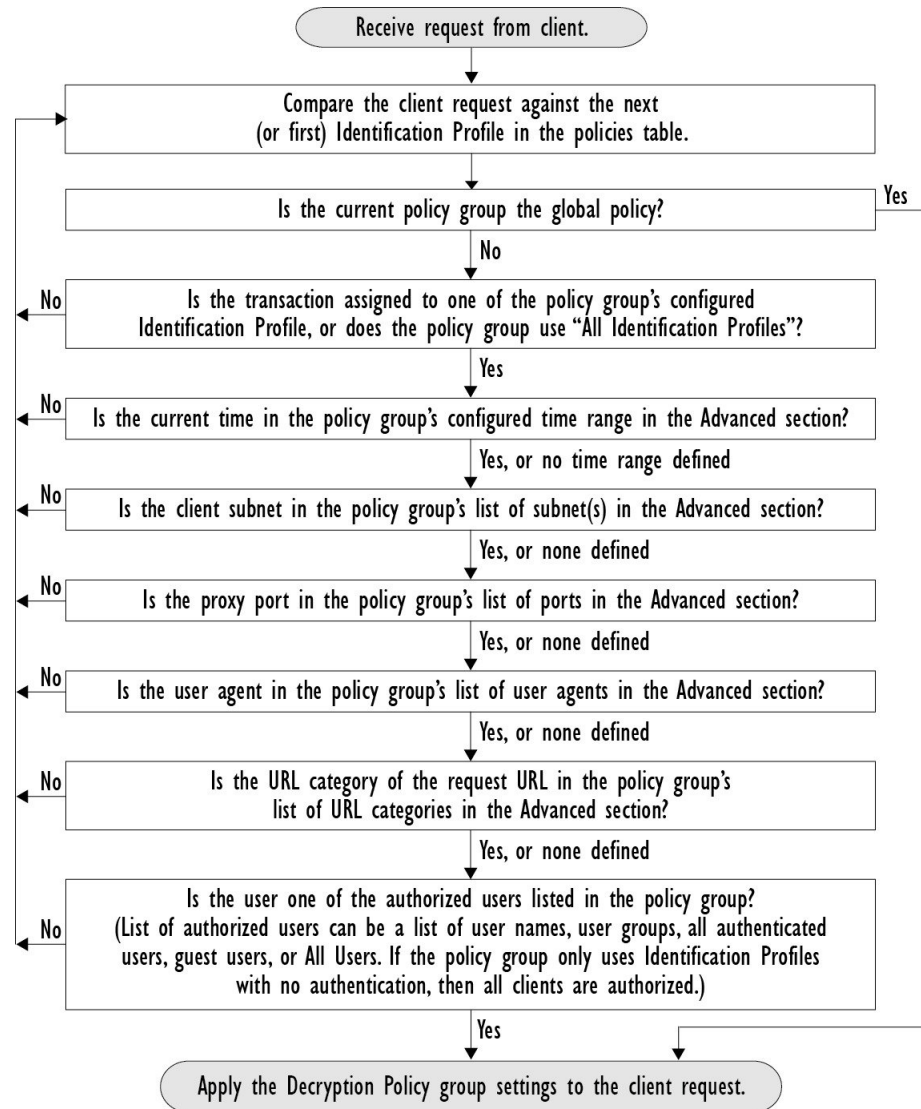 Receive request from client.
Compare the client request against the next
(or first) Identification Profile in the policies table.
Yes
Is the current policy group the global policy?
No
No
Is the transaction assigned to one of the policy group’s configured
Identification Profile, or does the policy group use “All Identification Profiles”?
Yes
No
Is the current time in the policy group’s configured time range in the Advanced section?
Yes, or no time range defined
No
Is the client subnet in the policy group’s list of subnet(s) in the Advanced section?
Yes, or none defined
No
Is the proxy port in the policy group’s list of ports in the Advanced section?
Yes, or none defined
No
Is the user agent in the policy group’s list of user agents in the Advanced section?
Yes, or none defined
No
Is the URL category of the request URL in the policy group’s
list of URL categories in the Advanced section?
Yes, or none defined
No
Is the user one of the authorized users listed in the policy group?
(List of authorized users can be a list of user names, user groups, all authenticated
users, guest users, or All Users. If the policy group only uses Identification Profiles
with no authentication, then all clients are authorized.)
Yes
Apply the Decryption Policy group settings to the client request.